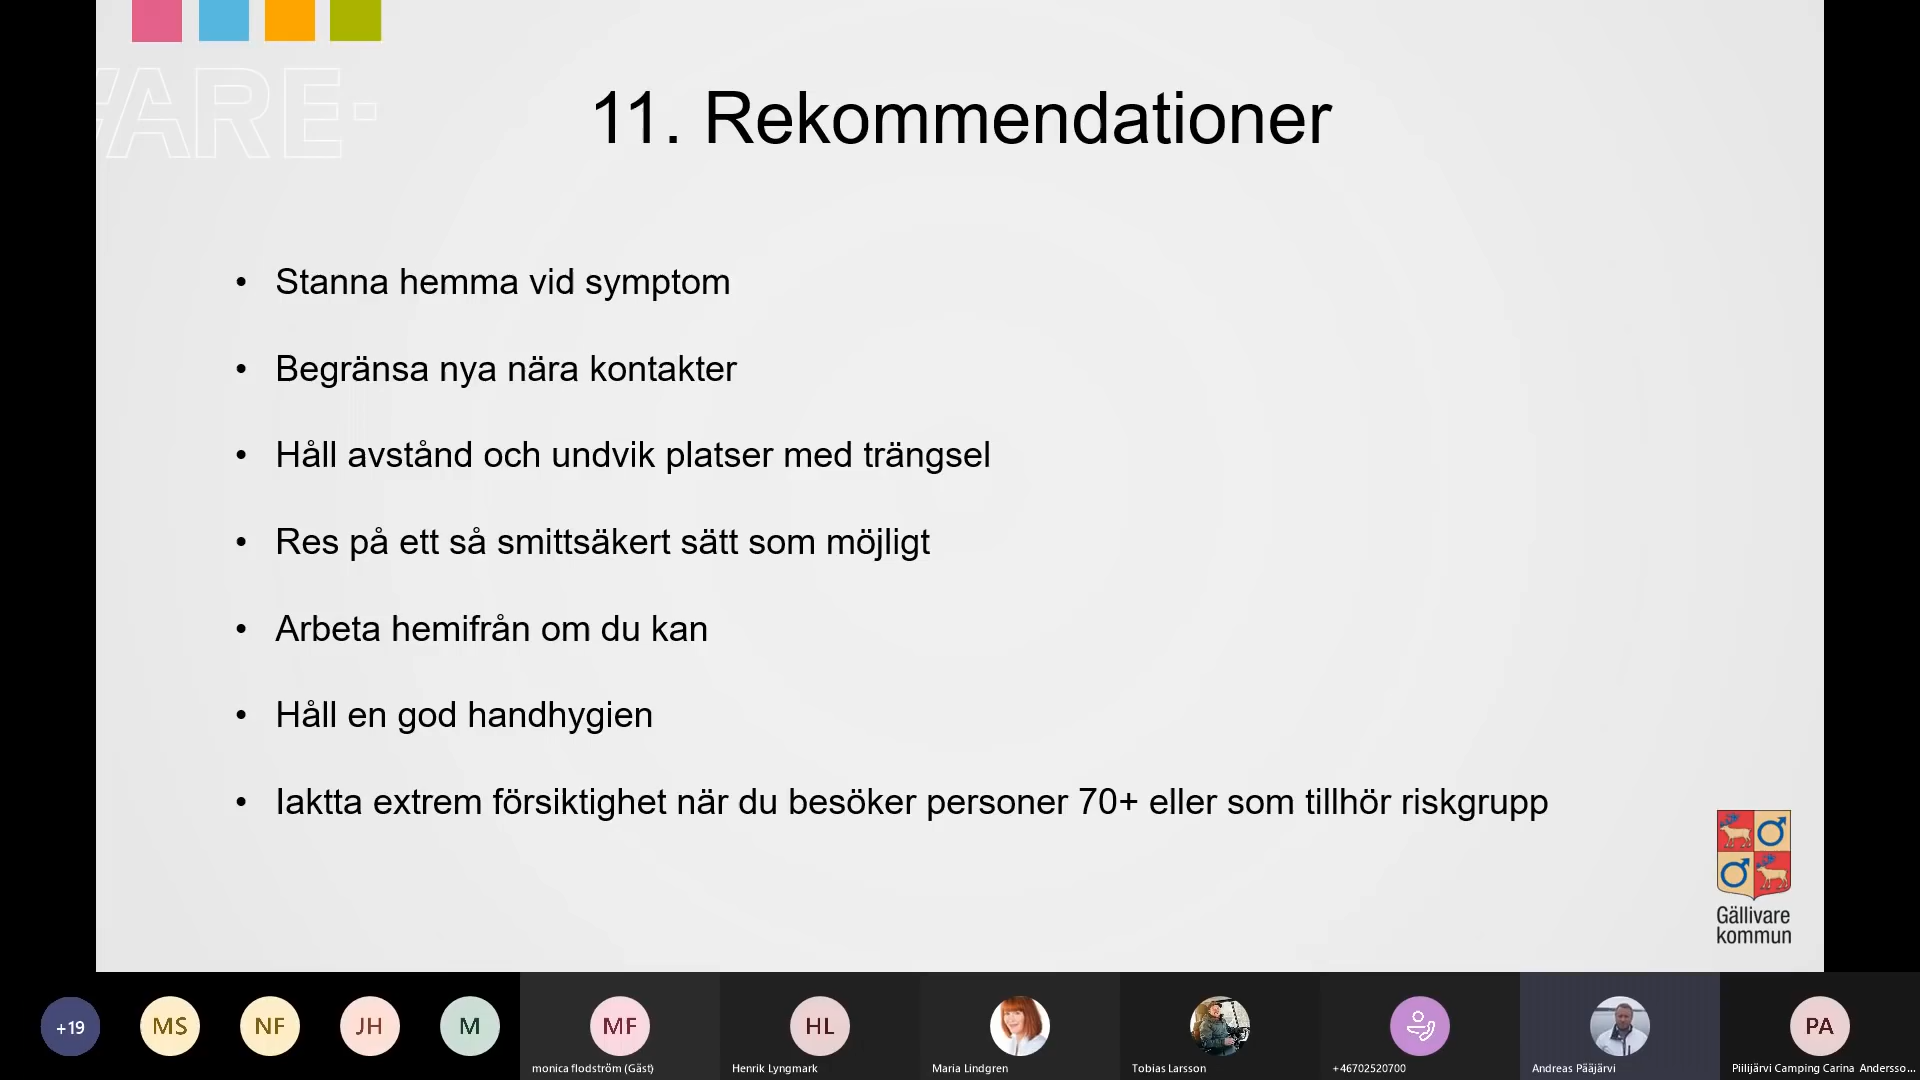 VARE
11. Rekommendationer
• Stanna hemma vid symptom
• Begränsa nya nära kontakter
• Håll avstånd och undvik platser med trängsel
• Res på ett så smittsäkert sätt som möjligt
• Arbeta hemifrån om du kan
• Håll en god handhygien
• Iaktta extrem försiktighet när du besöker personer 70+ eller som tillhör riskgrupp
Gällivare
kommun
+19
MS
NF
JH
M
MF
HL
PA
monica flodström (Gäst)
Henrik Lyngmark
Maria Lindgren
Tobias Larsson
+46702520700
Andreas Pääjärvi
Piilijärvi Camping Carina Andersso...